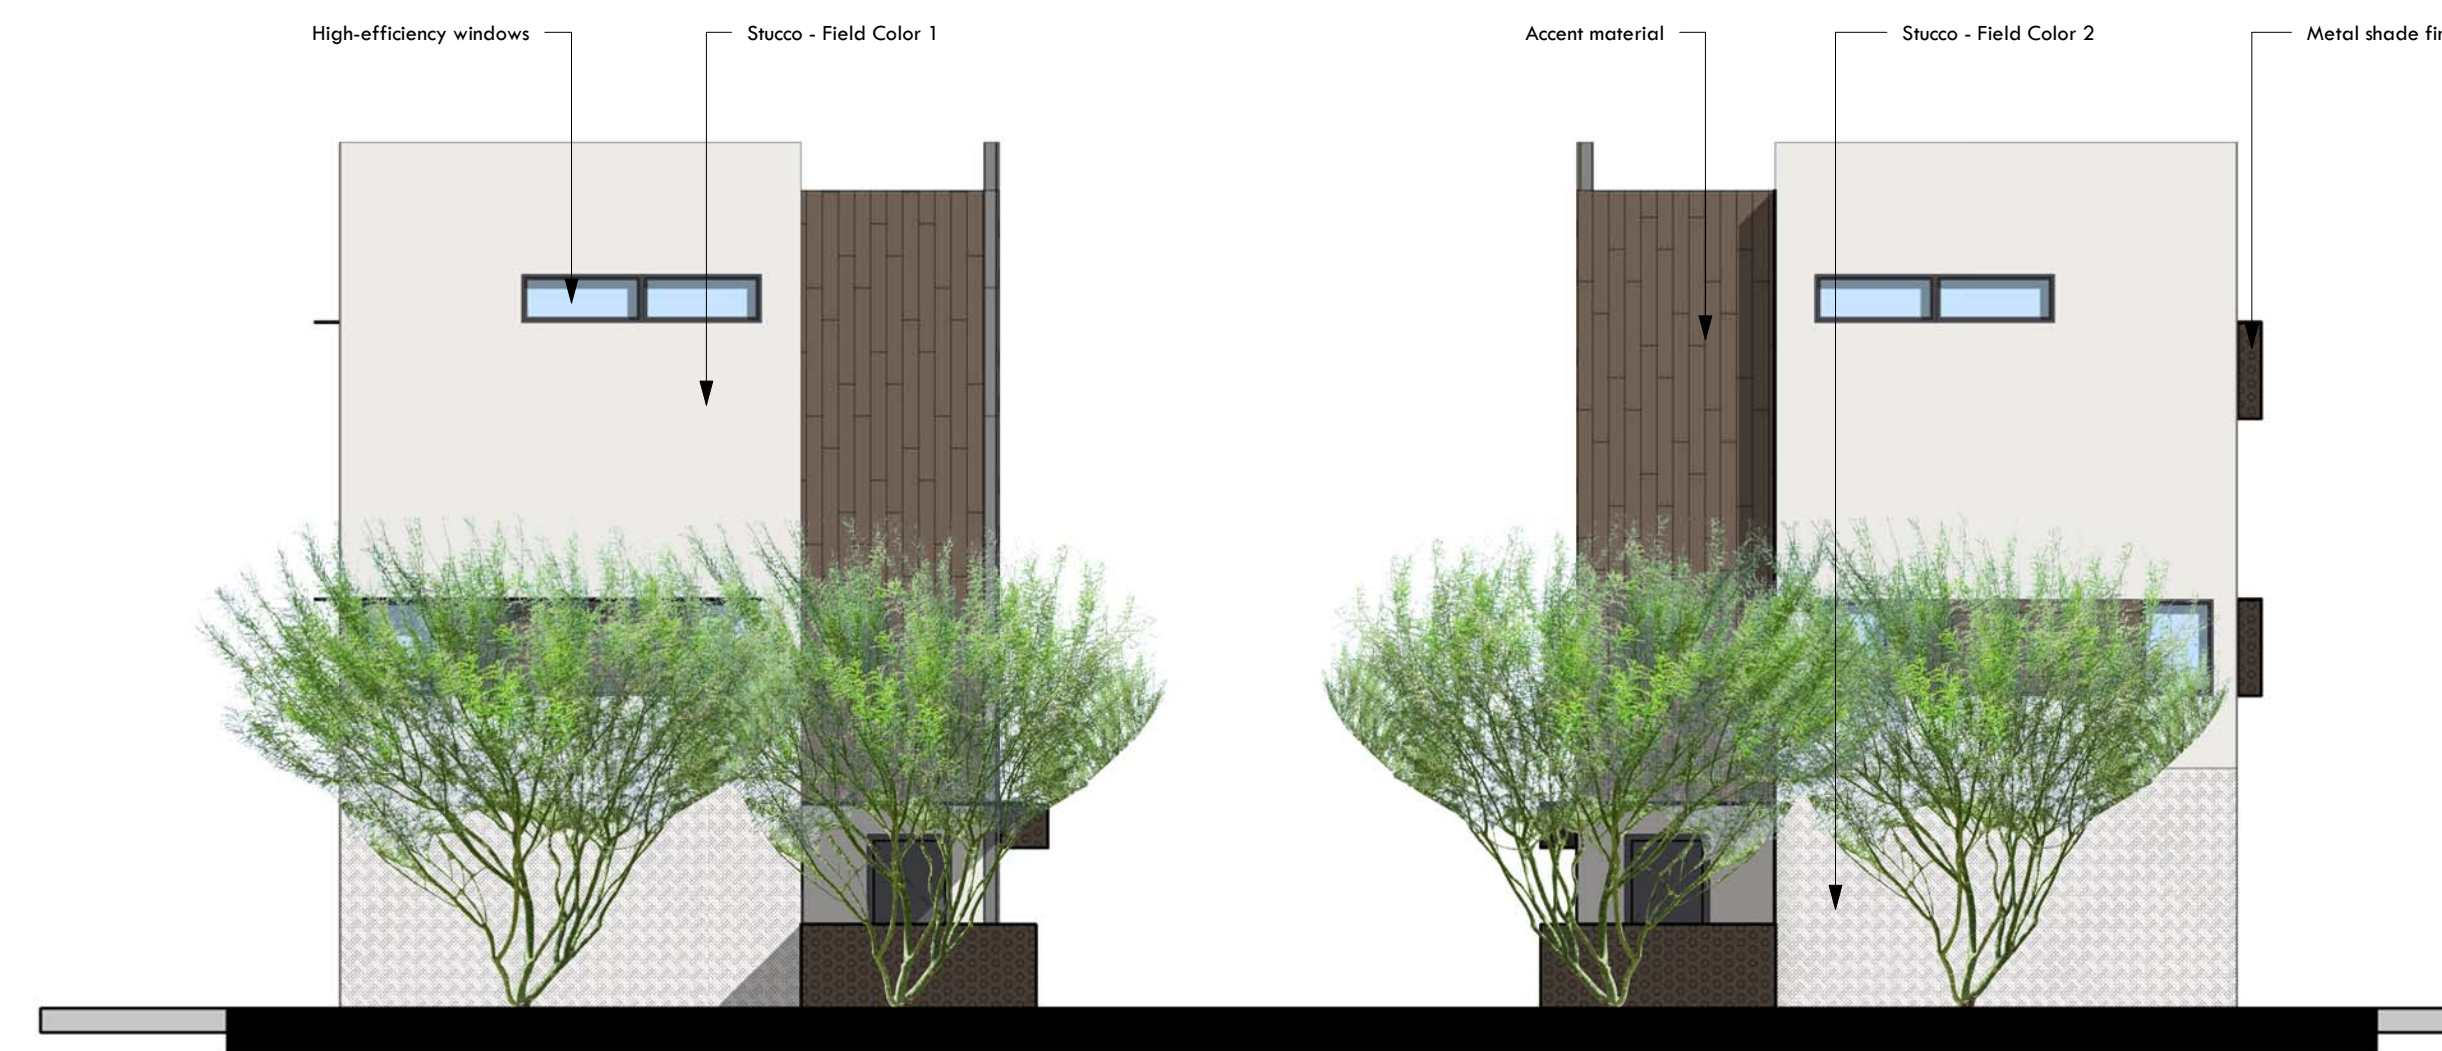 High-efficiency windows
Stucco - Field Color 1
Accent material
Stucco - Field Color 2
Metal shade